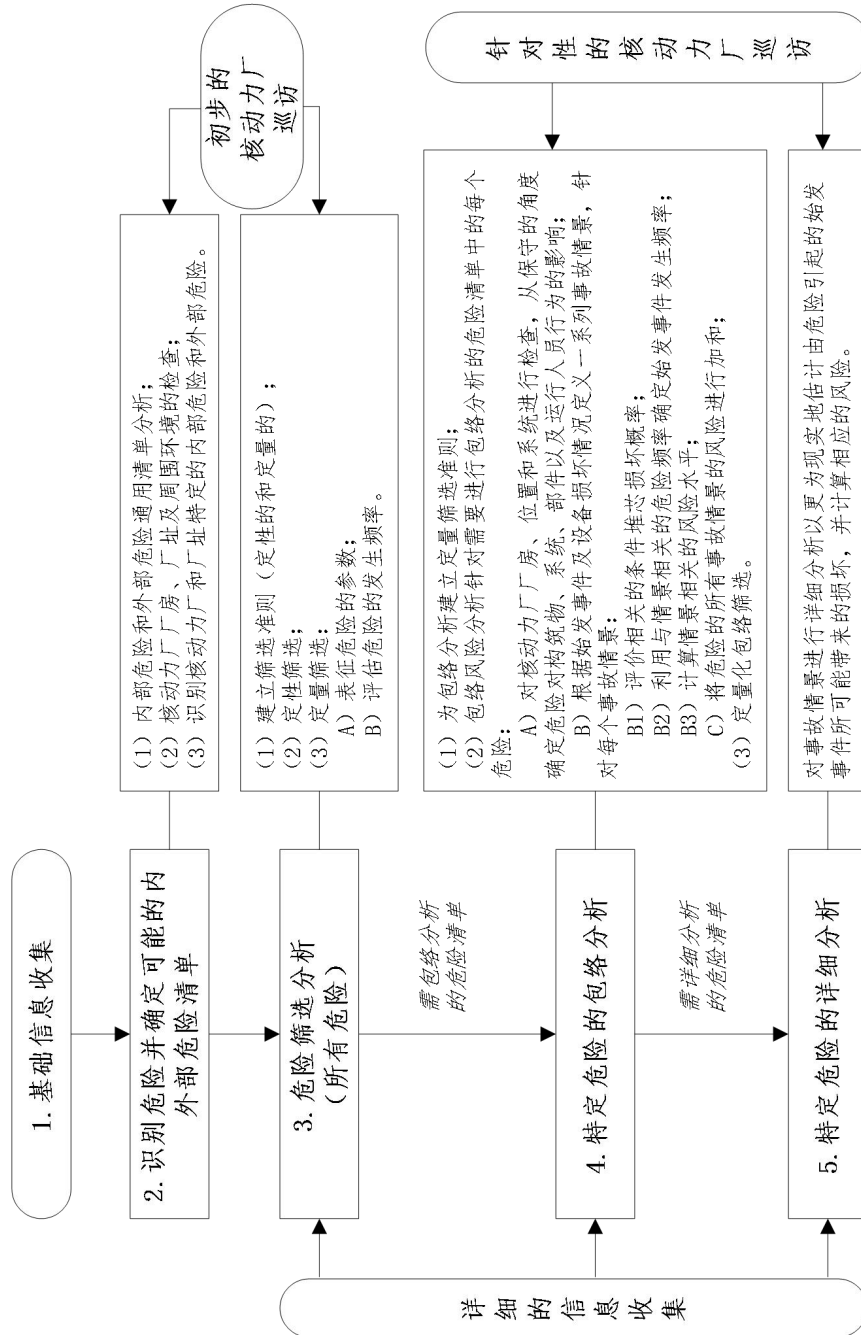 1. 基础信息收集
2. 识别危险并确定可能的内
外部危险清单
(1) 内部危险和外部危险通用清单分析；
(2) 核动力厂厂房、厂址及周围环境的检查；
(3) 识别核动力厂和厂址特定的内部危险和外部危险。
初步的
核动力厂
巡访
3. 危险筛选分析
（所有危险）
(1) 建立筛选准则（定性的和定量的）；
(2) 定性筛选；
(3) 定量筛选：
A) 表征危险的参数；
B) 评估危险的发生频率。
需包络分析
的危险清单
4. 特定危险的包络分析
(1) 为包络分析建立定量筛选准则；
(2) 包络风险分析针对需要进行包络分析的危险清单中的每个
危险：
A) 对核动力厂厂房、位置和系统进行检查，从保守的角度
确定危险对构筑物、系统、部件以及运行人员行为的影响；
B) 根据始发事件及设备损坏情况定义一系列事故情景，针
对每个事故情景：
B1) 评价相关的条件堆芯损坏概率；
B2) 利用与情景相关的危险频率确定始发事件发生频率；
B3) 计算情景相关的风险水平；
C) 将危险的所有事故情景的风险进行加和；
(3) 定量化包络筛选。
需详细分析
的危险清单
5. 特定危险的详细分析
对事故情景进行详细分析以更为现实地估计由危险引起的始发
事件所可能带来的损坏，并计算相应的风险。
针对性的核动力厂巡访
详细的信息收集